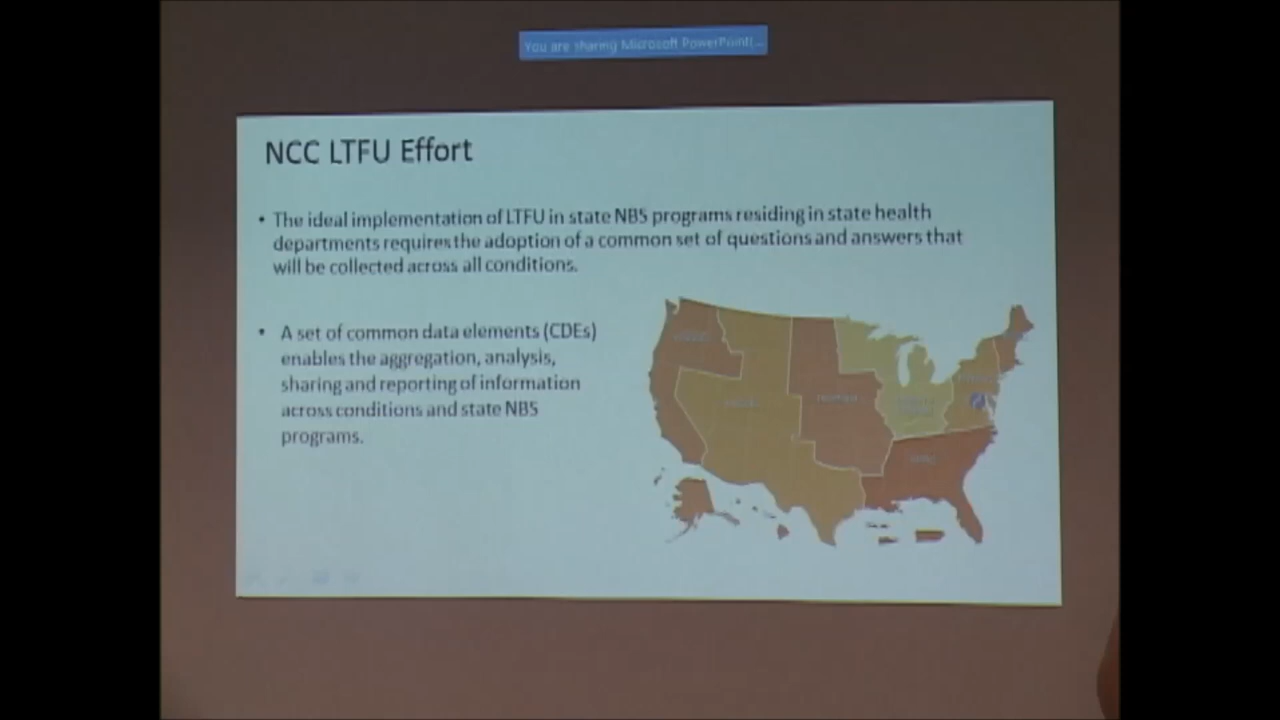 You are sharing Microsoft PowerPoint! ...
NCC LTFU Effort
• The ideal implementation of LTFU in state NBS programs residing in state health
departments requires the adoption of a common set of questions and answers that
will be collected across all conditions.
• A set of common data elements (CDEs)
enables the aggregation, analysis,
sharing and reporting of information
across conditions and state NBS
programs.